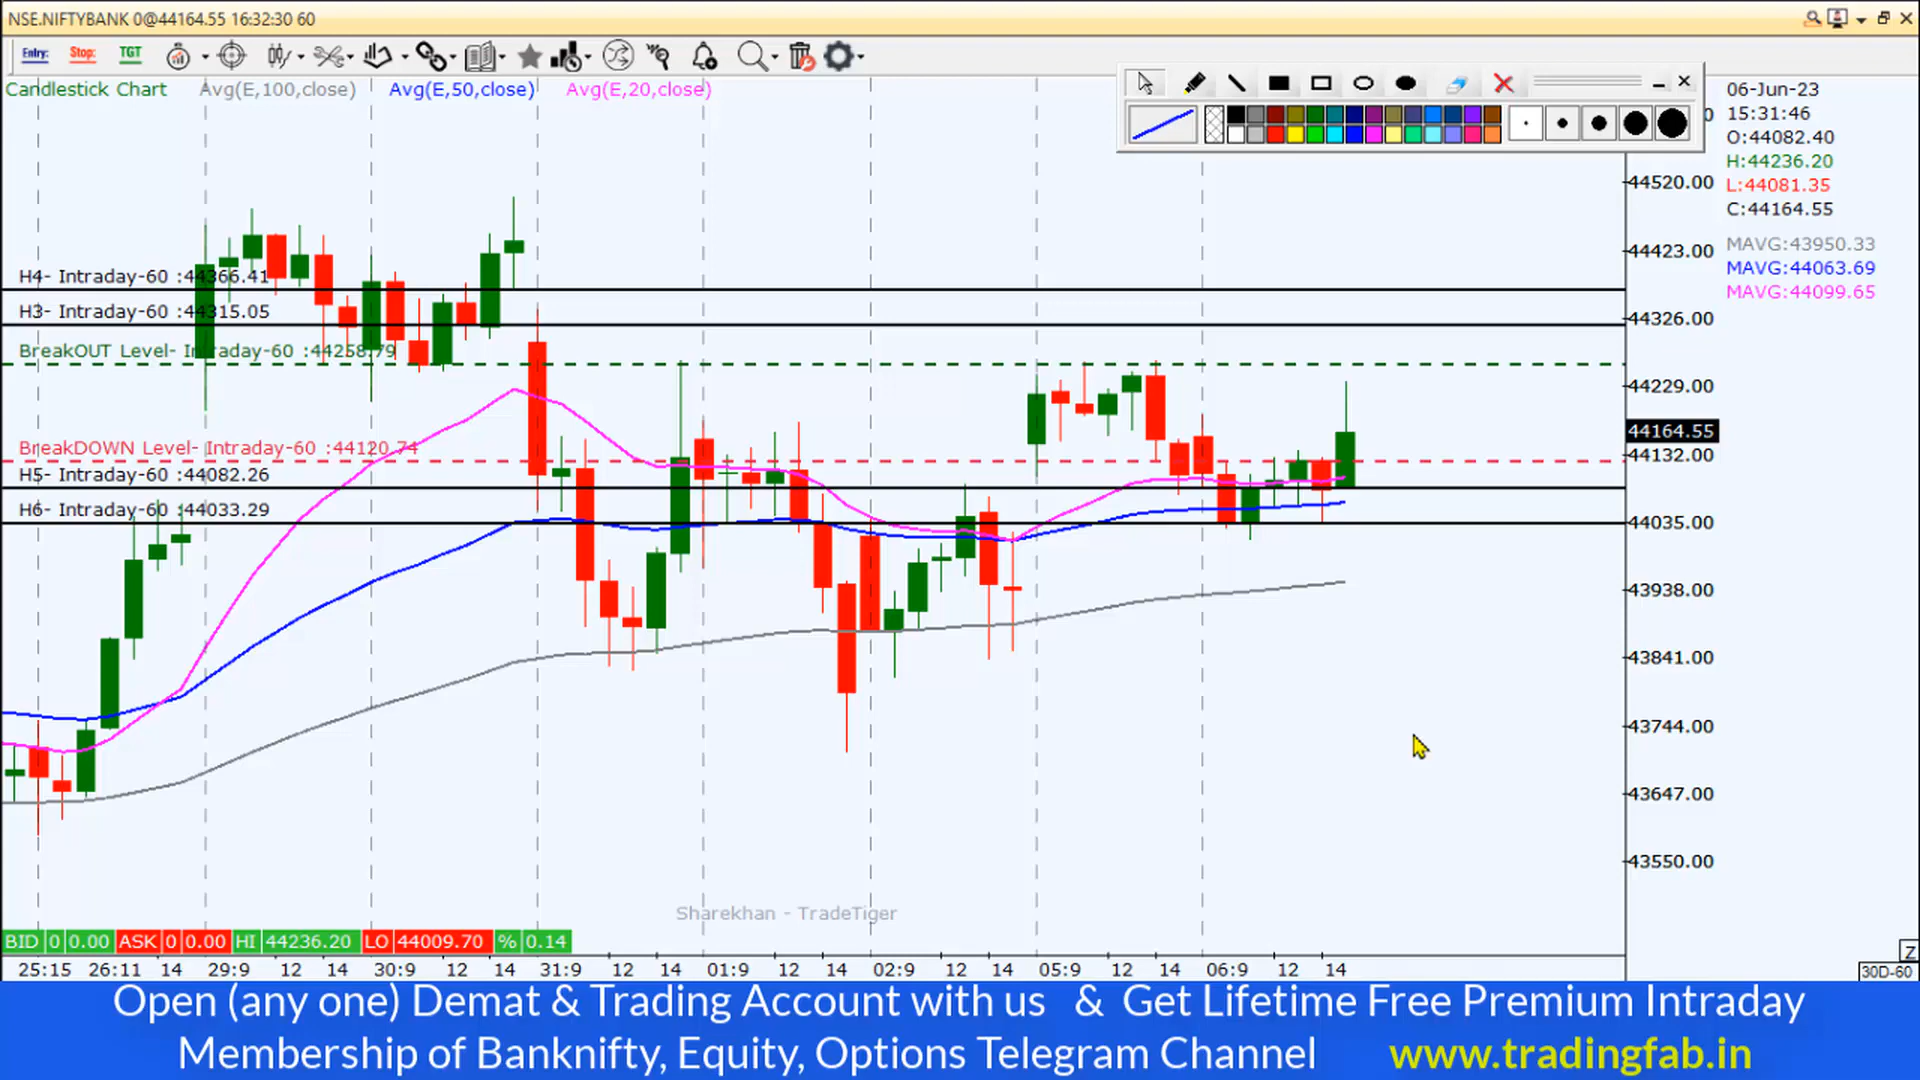 NSE.NIFTYBANK 0@44164.55 16:32:30 60
Entry: Stop: TGT
Candlestick Chart Avg(E,100,close) Avg(E,50,close) Avg(E,20,close)
06-Jun-23
15:31:46
O:44082.40
H:44236.20
L:44081.35
C:44164.55
MAVG:43950.33
MAVG:44063.69
MAVG:44099.65
44520.00
44423.00
44326.00
44229.00
44164.55
44132.00
44035.00
43938.00
43841.00
43744.00
43647.00
43550.00
H4- Intraday-60 :44366.41
H3- Intraday-60 :44315.05
BreakOUT Level- Intraday-60 :44258.79
BreakDOWN Level- Intraday-60 :44120.74
H5- Intraday-60 :44082.26
H6- Intraday-60 :44033.29
Sharekhan - TradeTiger
BID 0 0.00 ASK 0 0.00 HI 44236.20 LO 44009.70 % 0.14
Z
25:15 26:11 14 29:9 12 14 30:9 12 14 31:9 12 14 01:9 12 14 02:9 12 14 05:9 12 14 06:9 12 14
30D-60
Open (any one) Demat & Trading Account with us & Get Lifetime Free Premium Intraday
Membership of Banknifty, Equity, Options Telegram Channel www.tradingfab.in